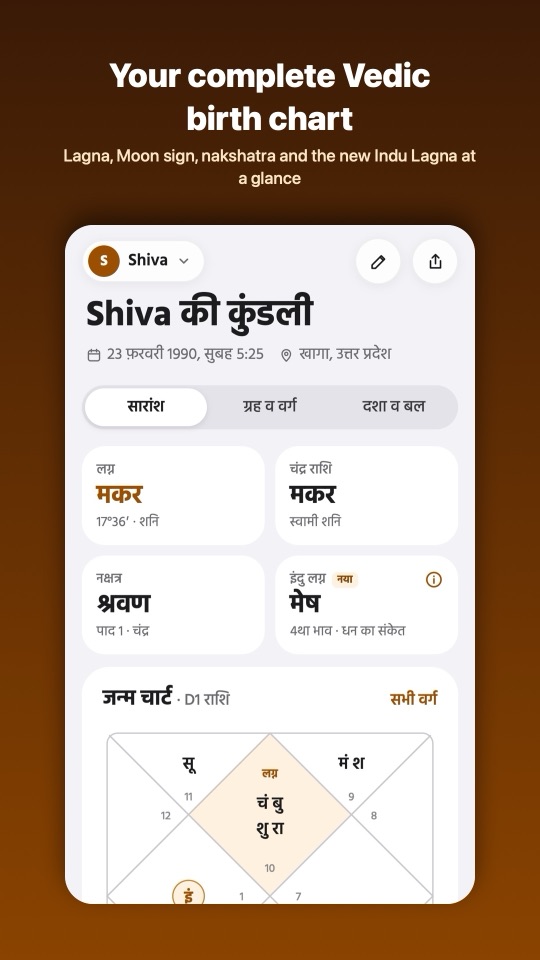 Your complete Vedic
birth chart
Lagna, Moon sign, nakshatra and the new Indu Lagna at
a glance
S Shiva
Shiva की कुंडली
23 फ़रवरी 1990, सुबह 5:25 खागा, उत्तर प्रदेश
सारांश ग्रह व वर्ग दशा व बल
लग्न
मकर
17°36′ · शनि
चंद्र राशि
मकर
स्वामी शनि
नक्षत्र
श्रवण
पाद 1 · चंद्र
इंदु लग्न नया
मेष
4था भाव · धन का संकेत
जन्म चार्ट · D1 राशि सभी वर्ग
सू मं श
लग्न
11 चं बु 9
12 शु रा 8
10
इं 1 7